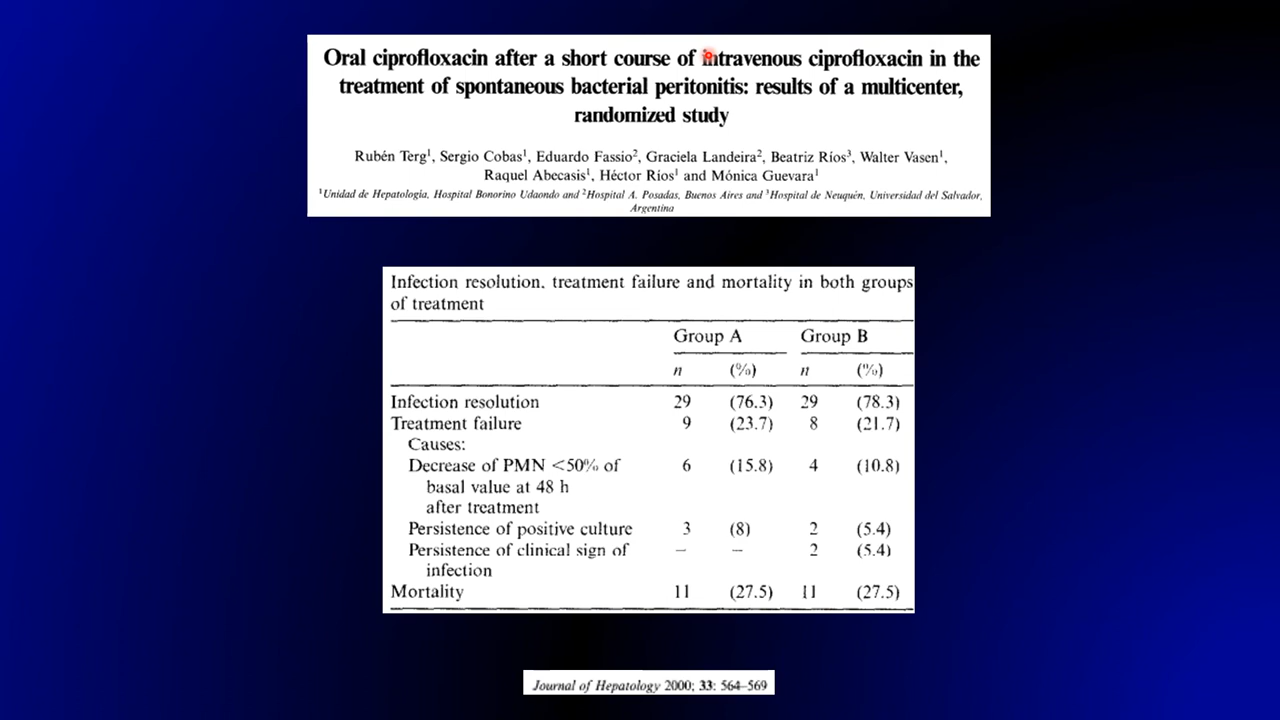 Oral ciprofloxacin after a short course of intravenous ciprofloxacin in the
treatment of spontaneous bacterial peritonitis: results of a multicenter,
randomized study
Rubén Terg¹, Sergio Cobas¹, Eduardo Fassio², Graciela Landeira², Beatriz Ríos³, Walter Vasen¹,
Raquel Abecasis¹, Héctor Ríos¹ and Mónica Guevara¹
¹Unidad de Hepatología, Hospital Bonorino Udaondo and ²Hospital A. Posadas, Buenos Aires and ³Hospital de Neuquén, Universidad del Salvador,
Argentina
Infection resolution, treatment failure and mortality in both groups
of treatment
Group A Group B
n (%) n (%)
Infection resolution 29 (76.3) 29 (78.3)
Treatment failure 9 (23.7) 8 (21.7)
Causes:
Decrease of PMN <50% of 6 (15.8) 4 (10.8)
basal value at 48 h
after treatment
Persistence of positive culture 3 (8) 2 (5.4)
Persistence of clinical sign of – – 2 (5.4)
infection
Mortality 11 (27.5) 11 (27.5)
Journal of Hepatology 2000; 33: 564–569